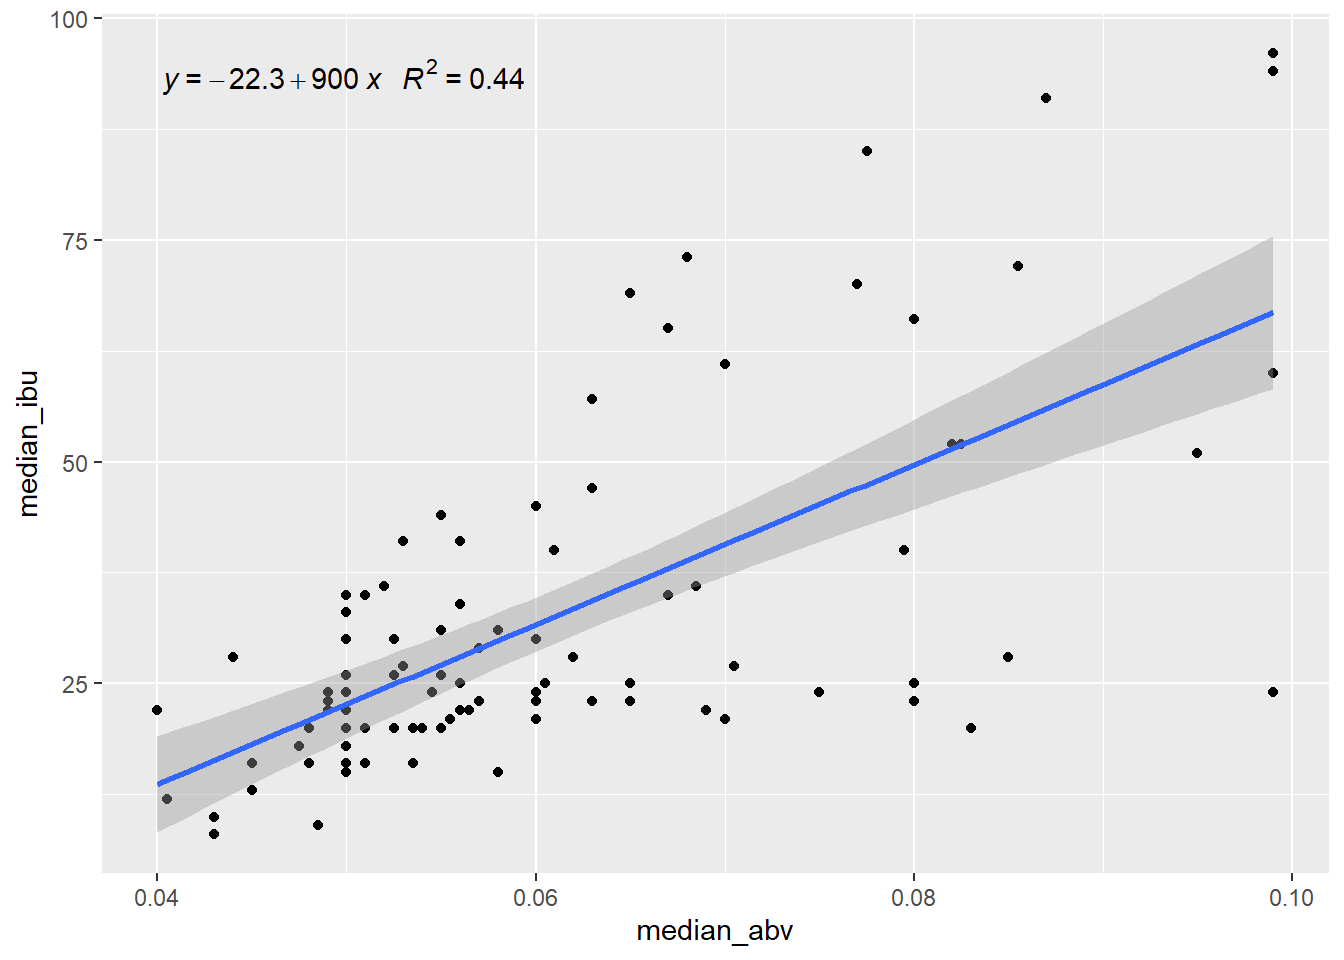 100
y = −22.3 + 900 x R² = 0.44
75
median_ibu
50
25
0.04 0.06 0.08 0.10
median_abv